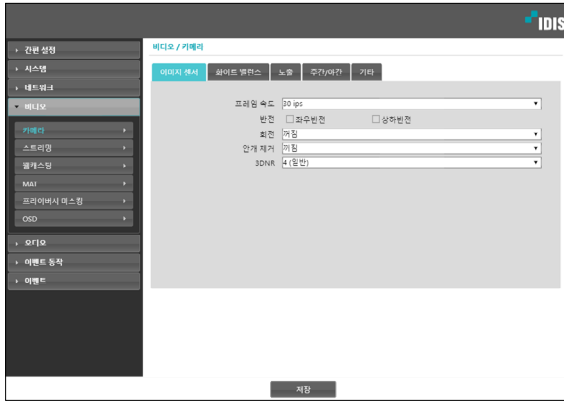 IDIS
비디오 / 카메라
간편 설정
시스템
네트워크
비디오
카메라
스트리밍
웹캐스팅
MAT
프라이버시 마스킹
OSD
오디오
이벤트 동작
이벤트
이미지 센서 화이트 밸런스 노출 주간/야간 기타
프레임 속도 30 ips
반전 좌우반전 상하반전
회전 꺼짐
안개 제거 꺼짐
3DNR 4 (일반)
저장